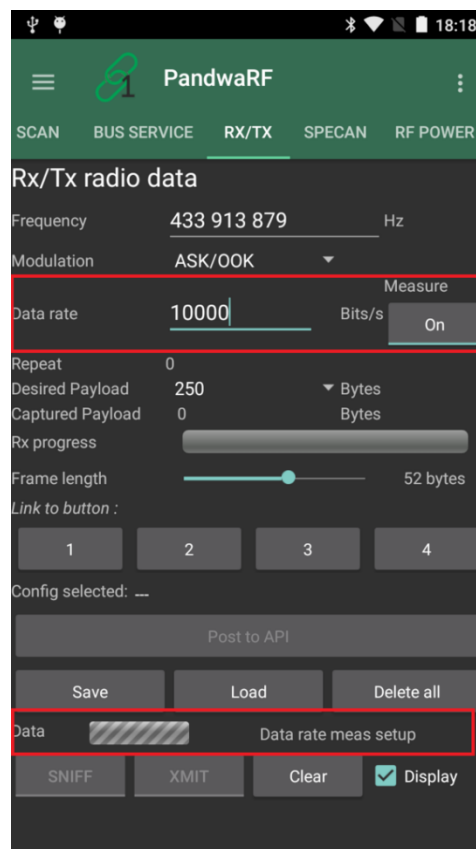 18:18
1
PandwaRF
SCAN BUS SERVICE RX/TX SPECAN RF POWER
Rx/Tx radio data
Frequency 433 913 879 Hz
Modulation ASK/OOK
Measure
Data rate 10000 Bits/s On
Repeat 0
Desired Payload 250 Bytes
Captured Payload 0 Bytes
Rx progress
Frame length 52 bytes
Link to button :
1 2 3 4
Config selected: ---
Post to API
Save Load Delete all
Data Data rate meas setup
SNIFF XMIT Clear Display